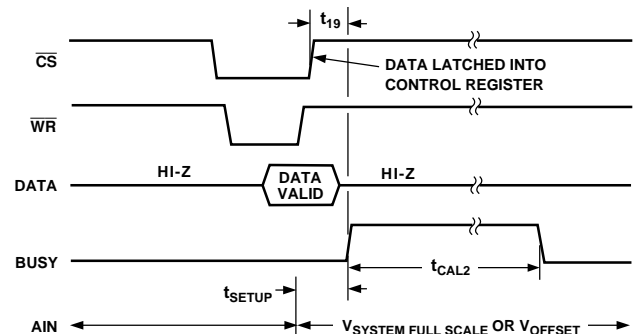 t19
CS
DATA LATCHED INTO
CONTROL REGISTER
WR
HI-Z
DATA
VALID
HI-Z
DATA
BUSY
tCAL2
tSETUP
AIN
VSYSTEM FULL SCALE OR VOFFSET